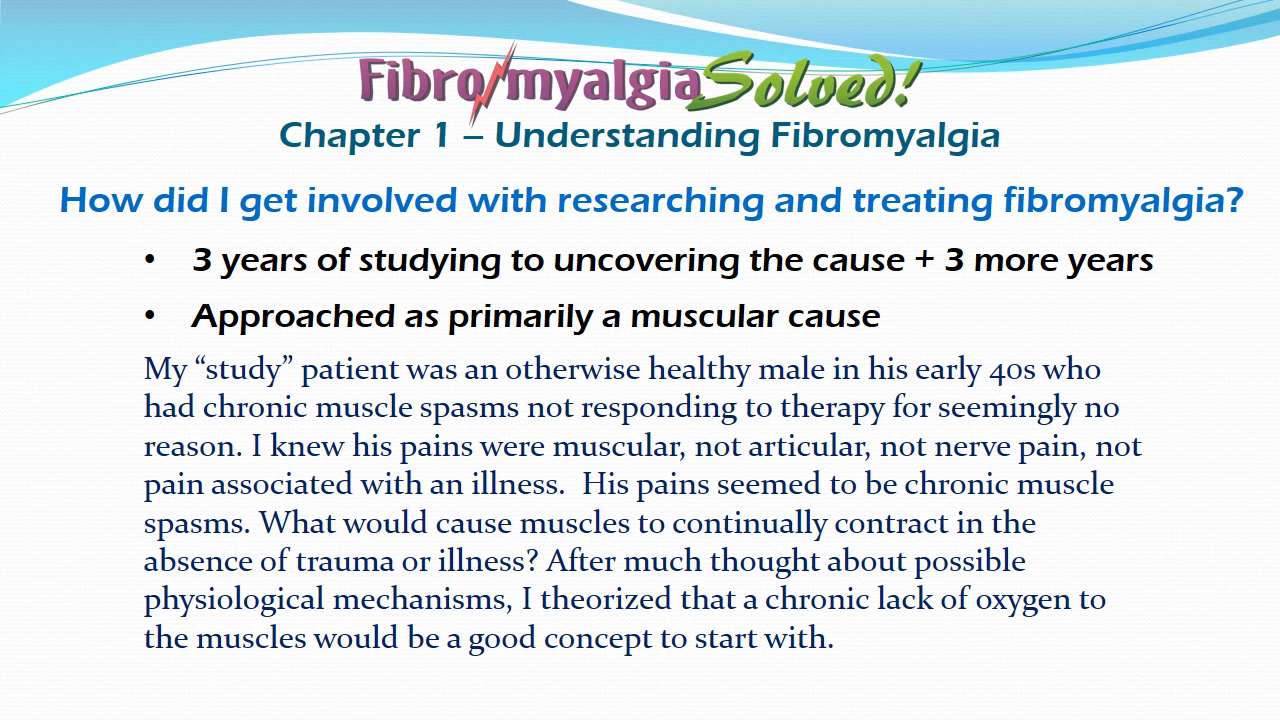 Fibromyalgia Solved!
Chapter 1 – Understanding Fibromyalgia
How did I get involved with researching and treating fibromyalgia?
• 3 years of studying to uncovering the cause + 3 more years
• Approached as primarily a muscular cause
My “study” patient was an otherwise healthy male in his early 40s who
had chronic muscle spasms not responding to therapy for seemingly no
reason. I knew his pains were muscular, not articular, not nerve pain, not
pain associated with an illness.  His pains seemed to be chronic muscle
spasms. What would cause muscles to continually contract in the
absence of trauma or illness? After much thought about possible
physiological mechanisms, I theorized that a chronic lack of oxygen to
the muscles would be a good concept to start with.